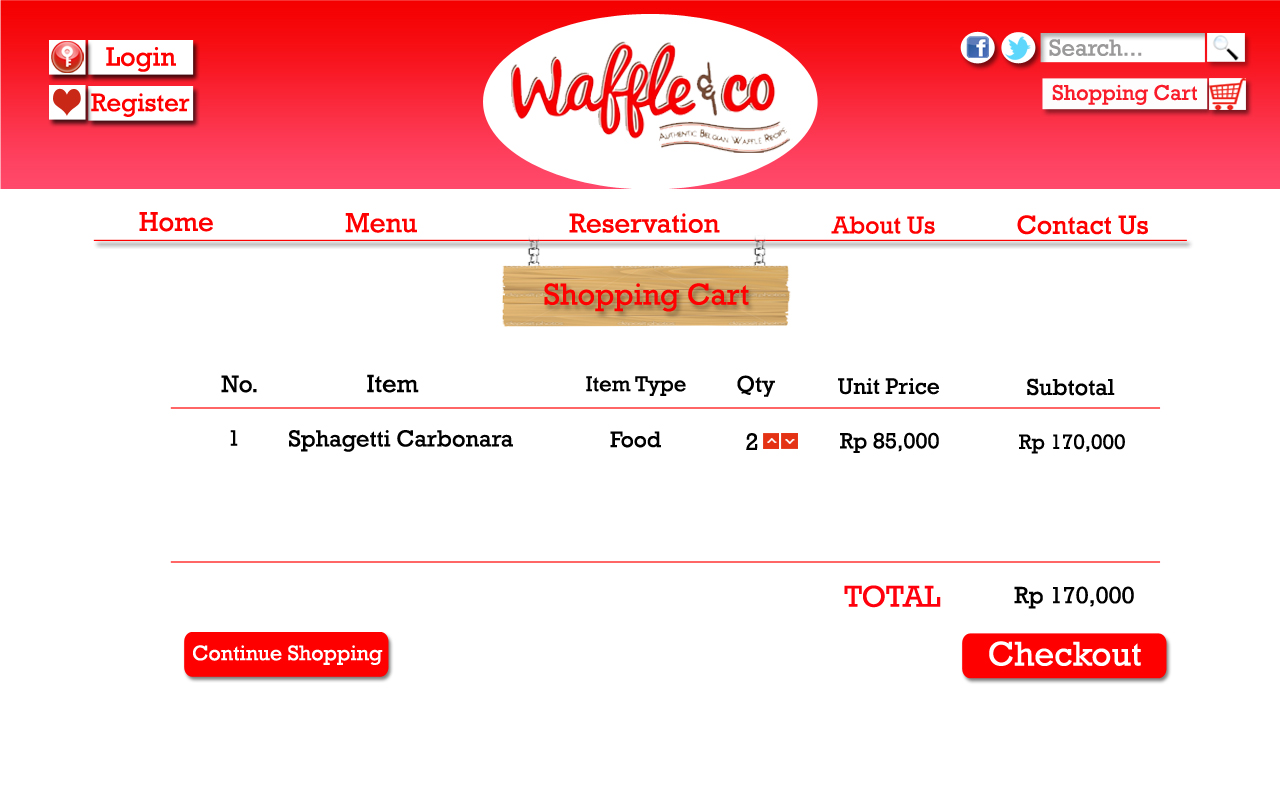 Login
Register
Waffle & co
Authentic Belgian Waffle Recipe
Search...
Shopping Cart
Home Menu Reservation About Us Contact Us
Shopping Cart
No. Item Item Type Qty Unit Price Subtotal
1 Sphagetti Carbonara Food 2 Rp 85,000 Rp 170,000
TOTAL Rp 170,000
Continue Shopping Checkout